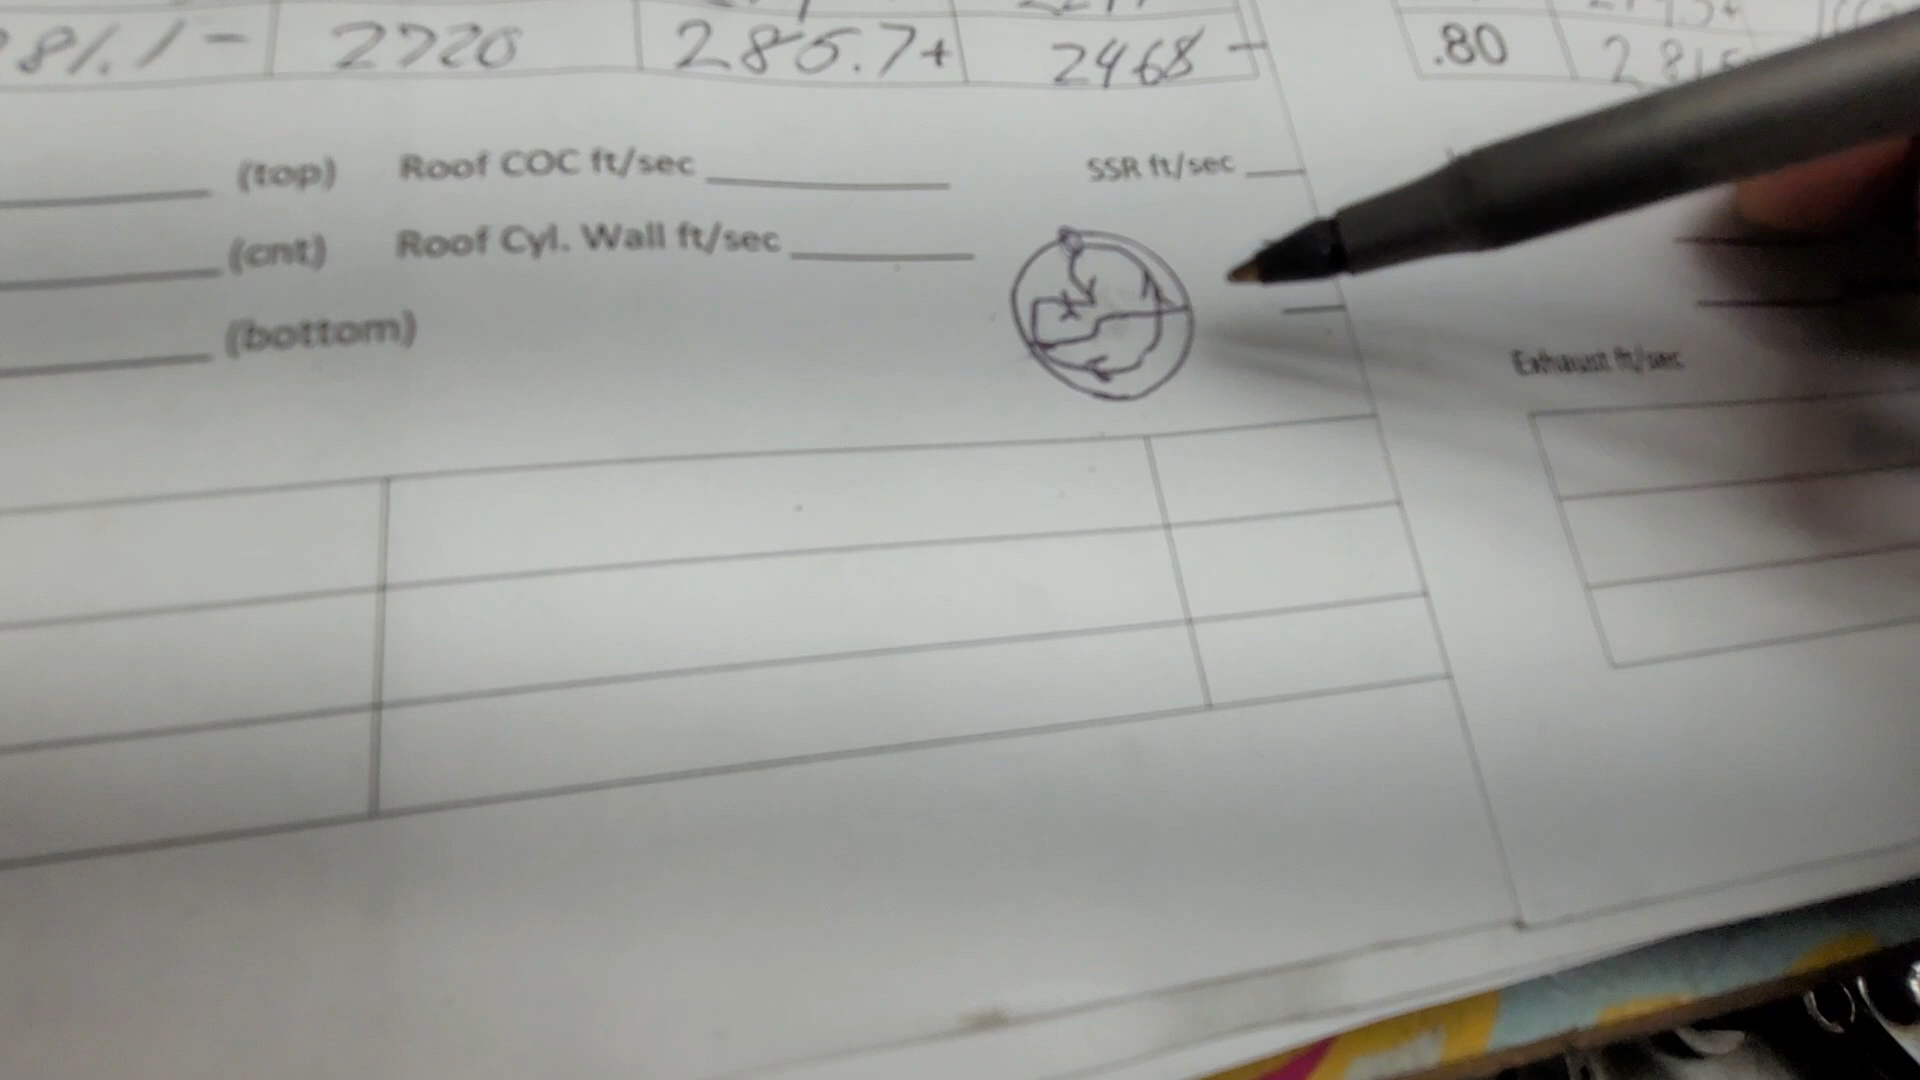 81.1 - 2720 285.7+ 2468 - .80
(top) Roof COC ft/sec SSR ft/sec
(cnt) Roof Cyl. Wall ft/sec
(bottom)
Exhaust ft/sec